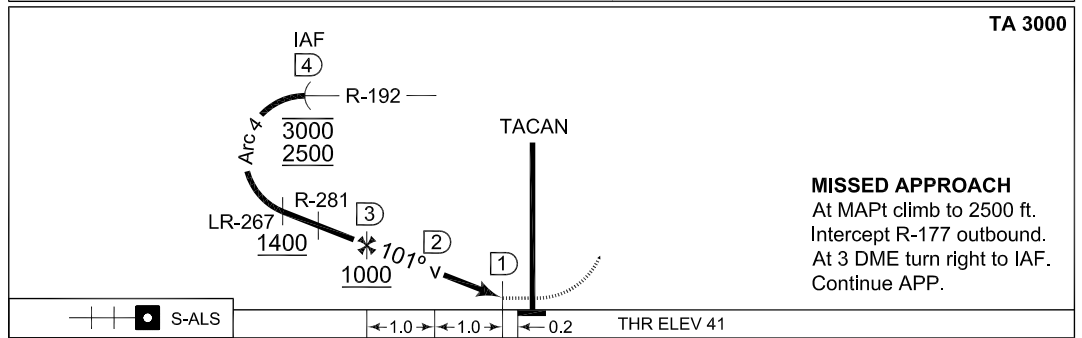 TA 3000
IAF
4
R-192
Arc 4
3000
2500
TACAN
R-281
LR-267
1400
3
1000
101º
2
V
1
MISSED APPROACH
At MAPt climb to 2500 ft.
Intercept R-177 outbound.
At 3 DME turn right to IAF.
Continue APP.
S-ALS
1.0
1.0
0.2
THR ELEV 41